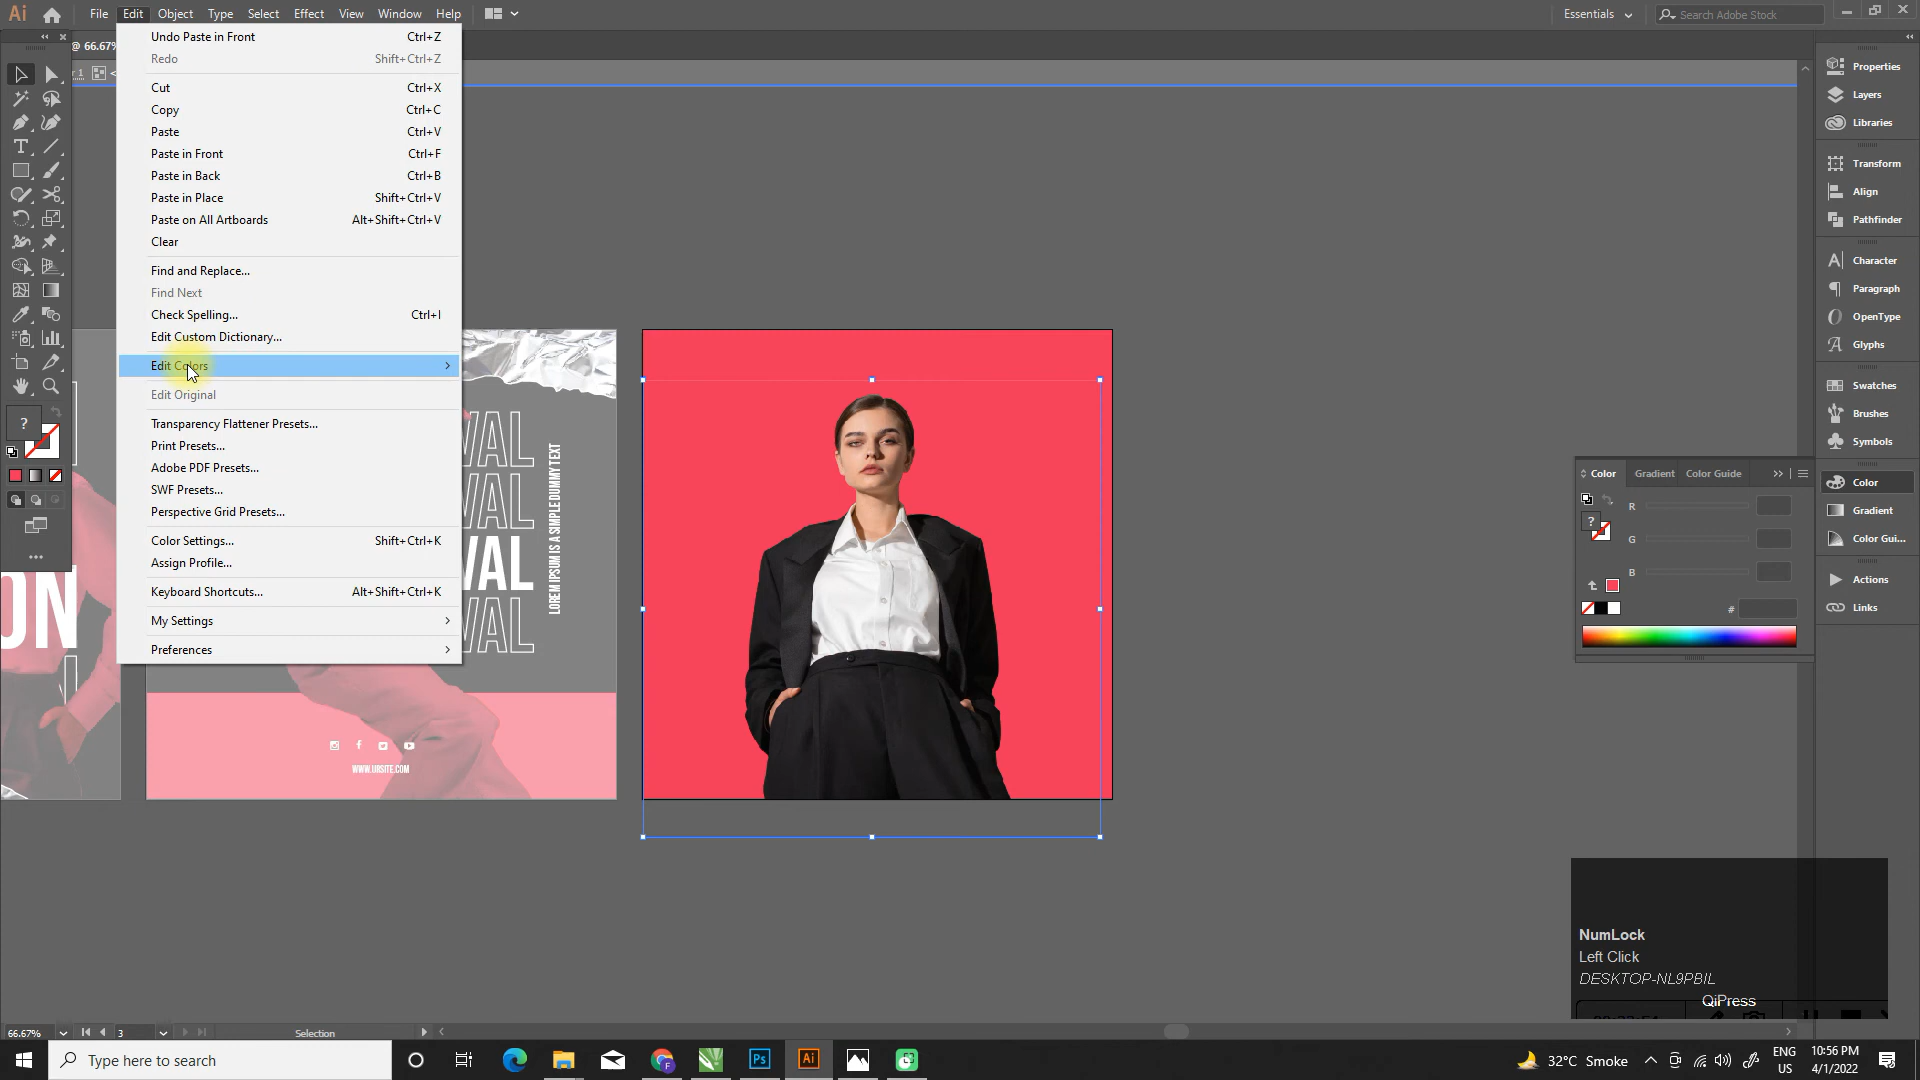 Ai File Edit Object Type Select Effect View Window Help Essentials Search Adobe Stock
@ 66.67%
Undo Paste in Front Ctrl+Z
Redo Shift+Ctrl+Z
Cut Ctrl+X
Copy Ctrl+C
Paste Ctrl+V
Paste in Front Ctrl+F
Paste in Back Ctrl+B
Paste in Place Shift+Ctrl+V
Paste on All Artboards Alt+Shift+Ctrl+V
Clear
Find and Replace...
Find Next
Check Spelling... Ctrl+I
Edit Custom Dictionary...
Edit Colors
Edit Original
Transparency Flattener Presets...
Print Presets...
Adobe PDF Presets...
SWF Presets...
Perspective Grid Presets...
Color Settings... Shift+Ctrl+K
Assign Profile...
Keyboard Shortcuts... Alt+Shift+Ctrl+K
My Settings
Preferences
ON
VAL
VAL
VAL
VAL
LOREM IPSUM IS A SIMPLE DUMMY TEXT
WWW.URSITE.COM
Properties
Layers
Libraries
Transform
Align
Pathfinder
Character
Paragraph
OpenType
Glyphs
Swatches
Brushes
Symbols
Color
Gradient
Color Gui...
Actions
Links
Color Gradient Color Guide
R
G
B
#
NumLock
Left Click
DESKTOP-NL9PBIL
QiPress
66.67% 3 Selection
Type here to search
Ps Ai
32°C Smoke
ENG
US
10:56 PM
4/1/2022